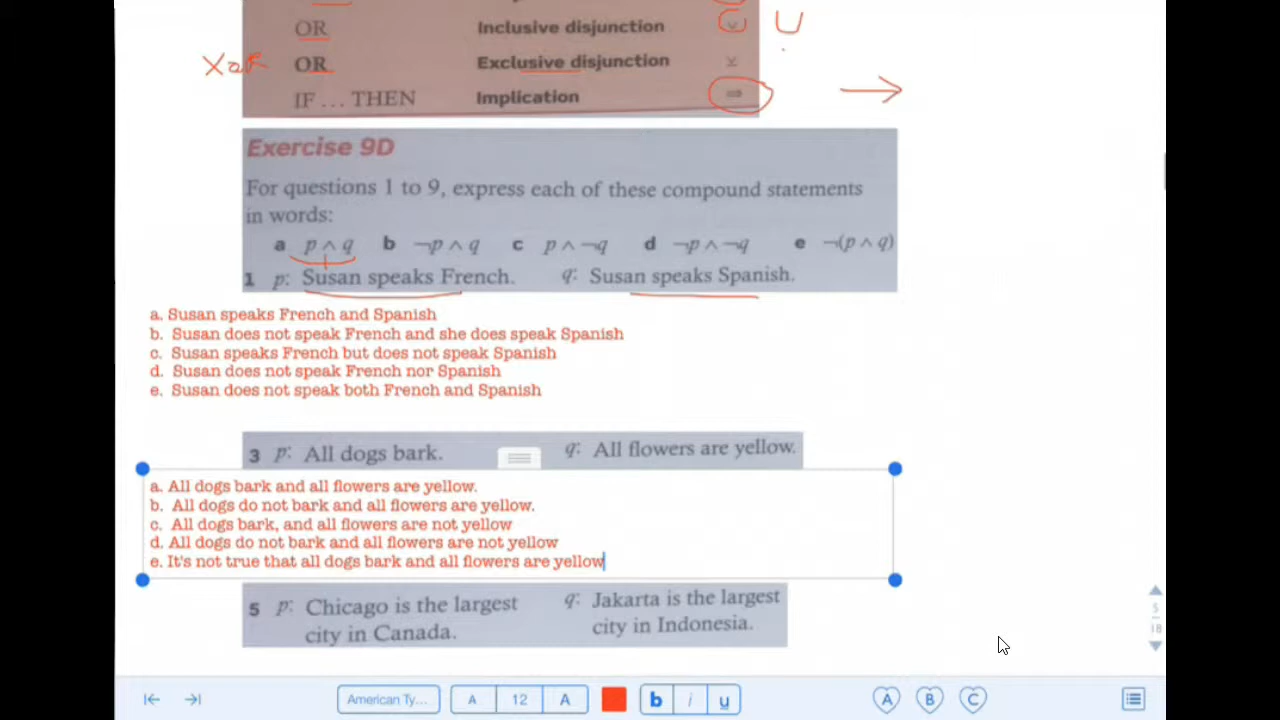 OR Inclusive disjunction ∨ U
XOR OR Exclusive disjunction ⊻
IF ... THEN Implication ⇒ →
Exercise 9D
For questions 1 to 9, express each of these compound statements
in words:
a p ∧ q b ¬p ∧ q c p ∧ ¬q d ¬p ∧ ¬q e ¬(p ∧ q)
1 p: Susan speaks French. q: Susan speaks Spanish.
a. Susan speaks French and Spanish
b. Susan does not speak French and she does speak Spanish
c. Susan speaks French but does not speak Spanish
d. Susan does not speak French nor Spanish
e. Susan does not speak both French and Spanish
3 p: All dogs bark. q: All flowers are yellow.
a. All dogs bark and all flowers are yellow.
b. All dogs do not bark and all flowers are yellow.
c. All dogs bark, and all flowers are not yellow
d. All dogs do not bark and all flowers are not yellow
e. It's not true that all dogs bark and all flowers are yellow
5 p: Chicago is the largest q: Jakarta is the largest
city in Canada. city in Indonesia.
5
18
American Ty... A 12 A b i u A B C